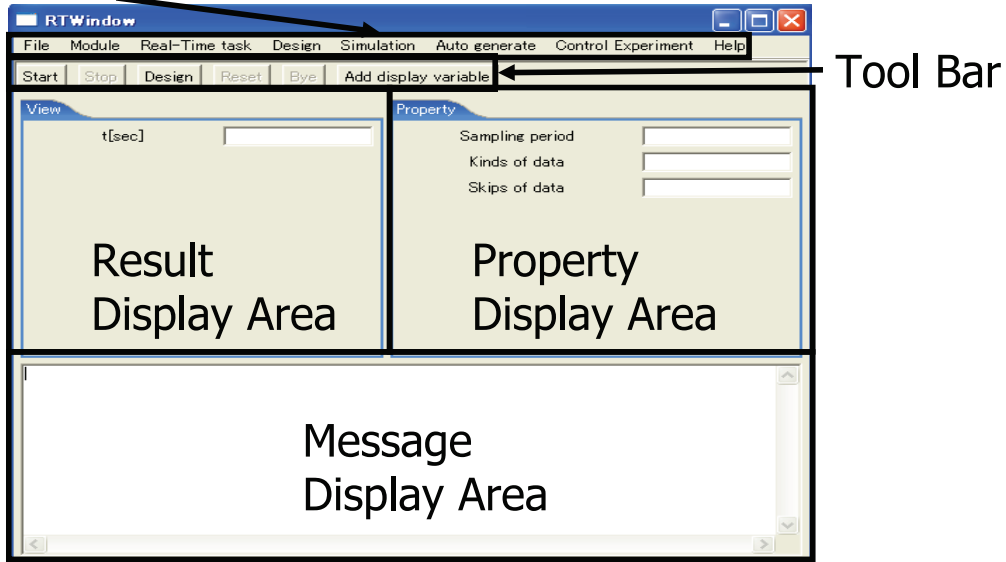 RTWindow
File Module Real-Time task Design Simulation Auto generate Control Experiment Help
Start Stop Design Reset Bye Add display variable
Tool Bar
View
t[sec]
Property
Sampling period
Kinds of data
Skips of data
Result
Display Area
Property
Display Area
Message
Display Area